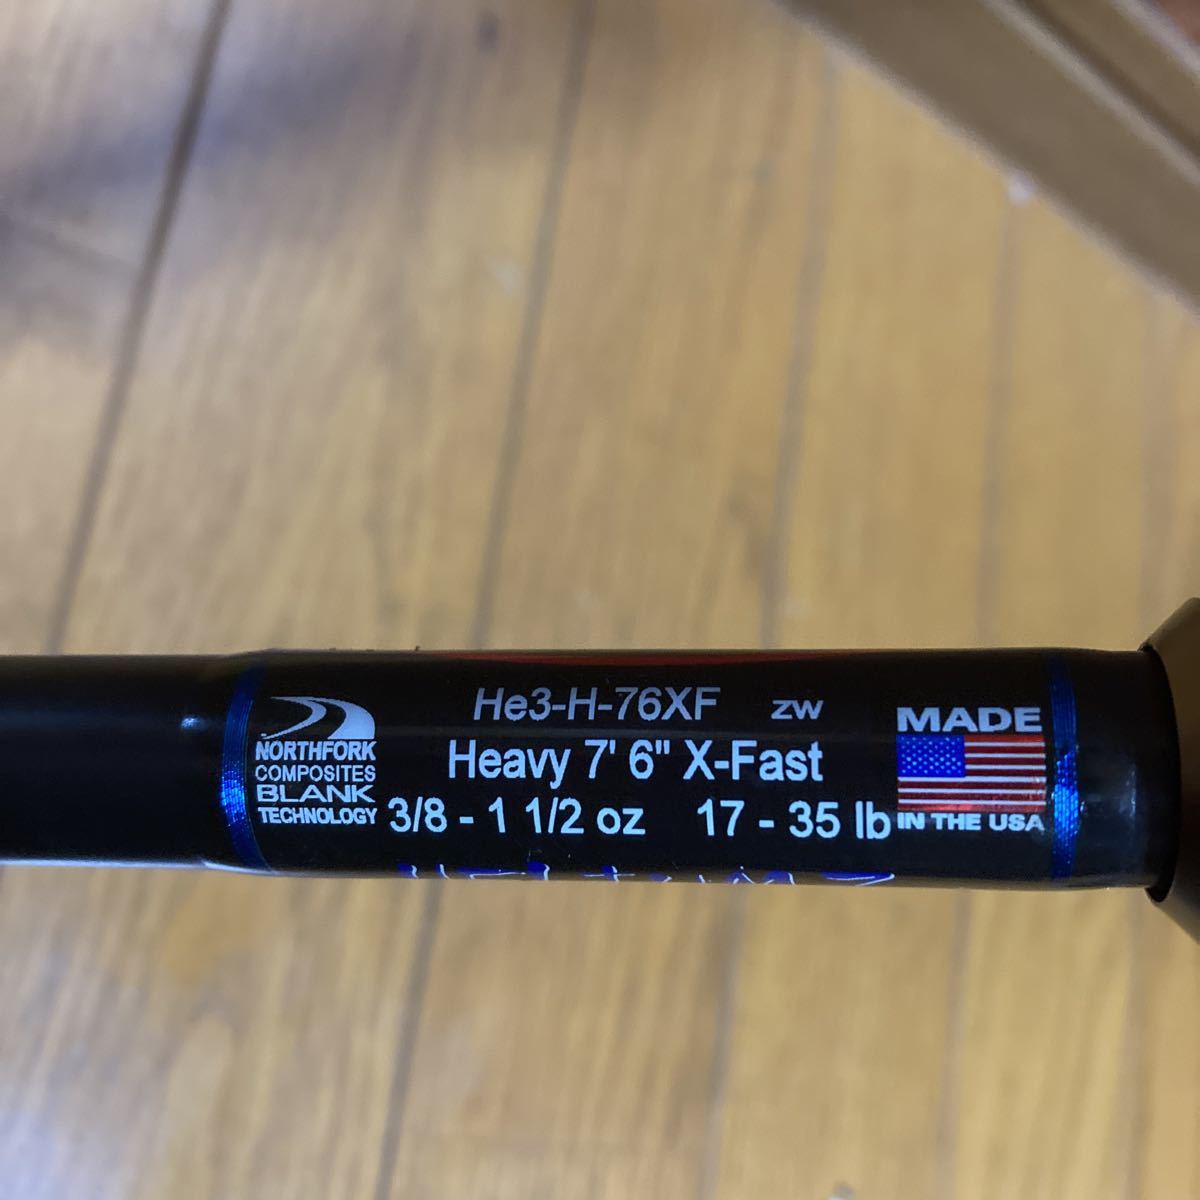 He3-H-76XF ZW
Heavy 7' 6" X-Fast
3/8 - 1 1/2 oz 17 - 35 lb
NORTHFORK
COMPOSITES
BLANK
TECHNOLOGY
MADE
IN THE USA